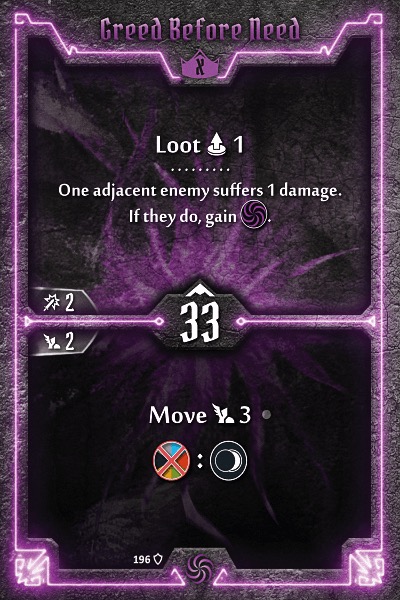 Greed Before Need
א
Loot 1
One adjacent enemy suffers 1 damage.
If they do, gain .
2
33
2
Move 3
:
196